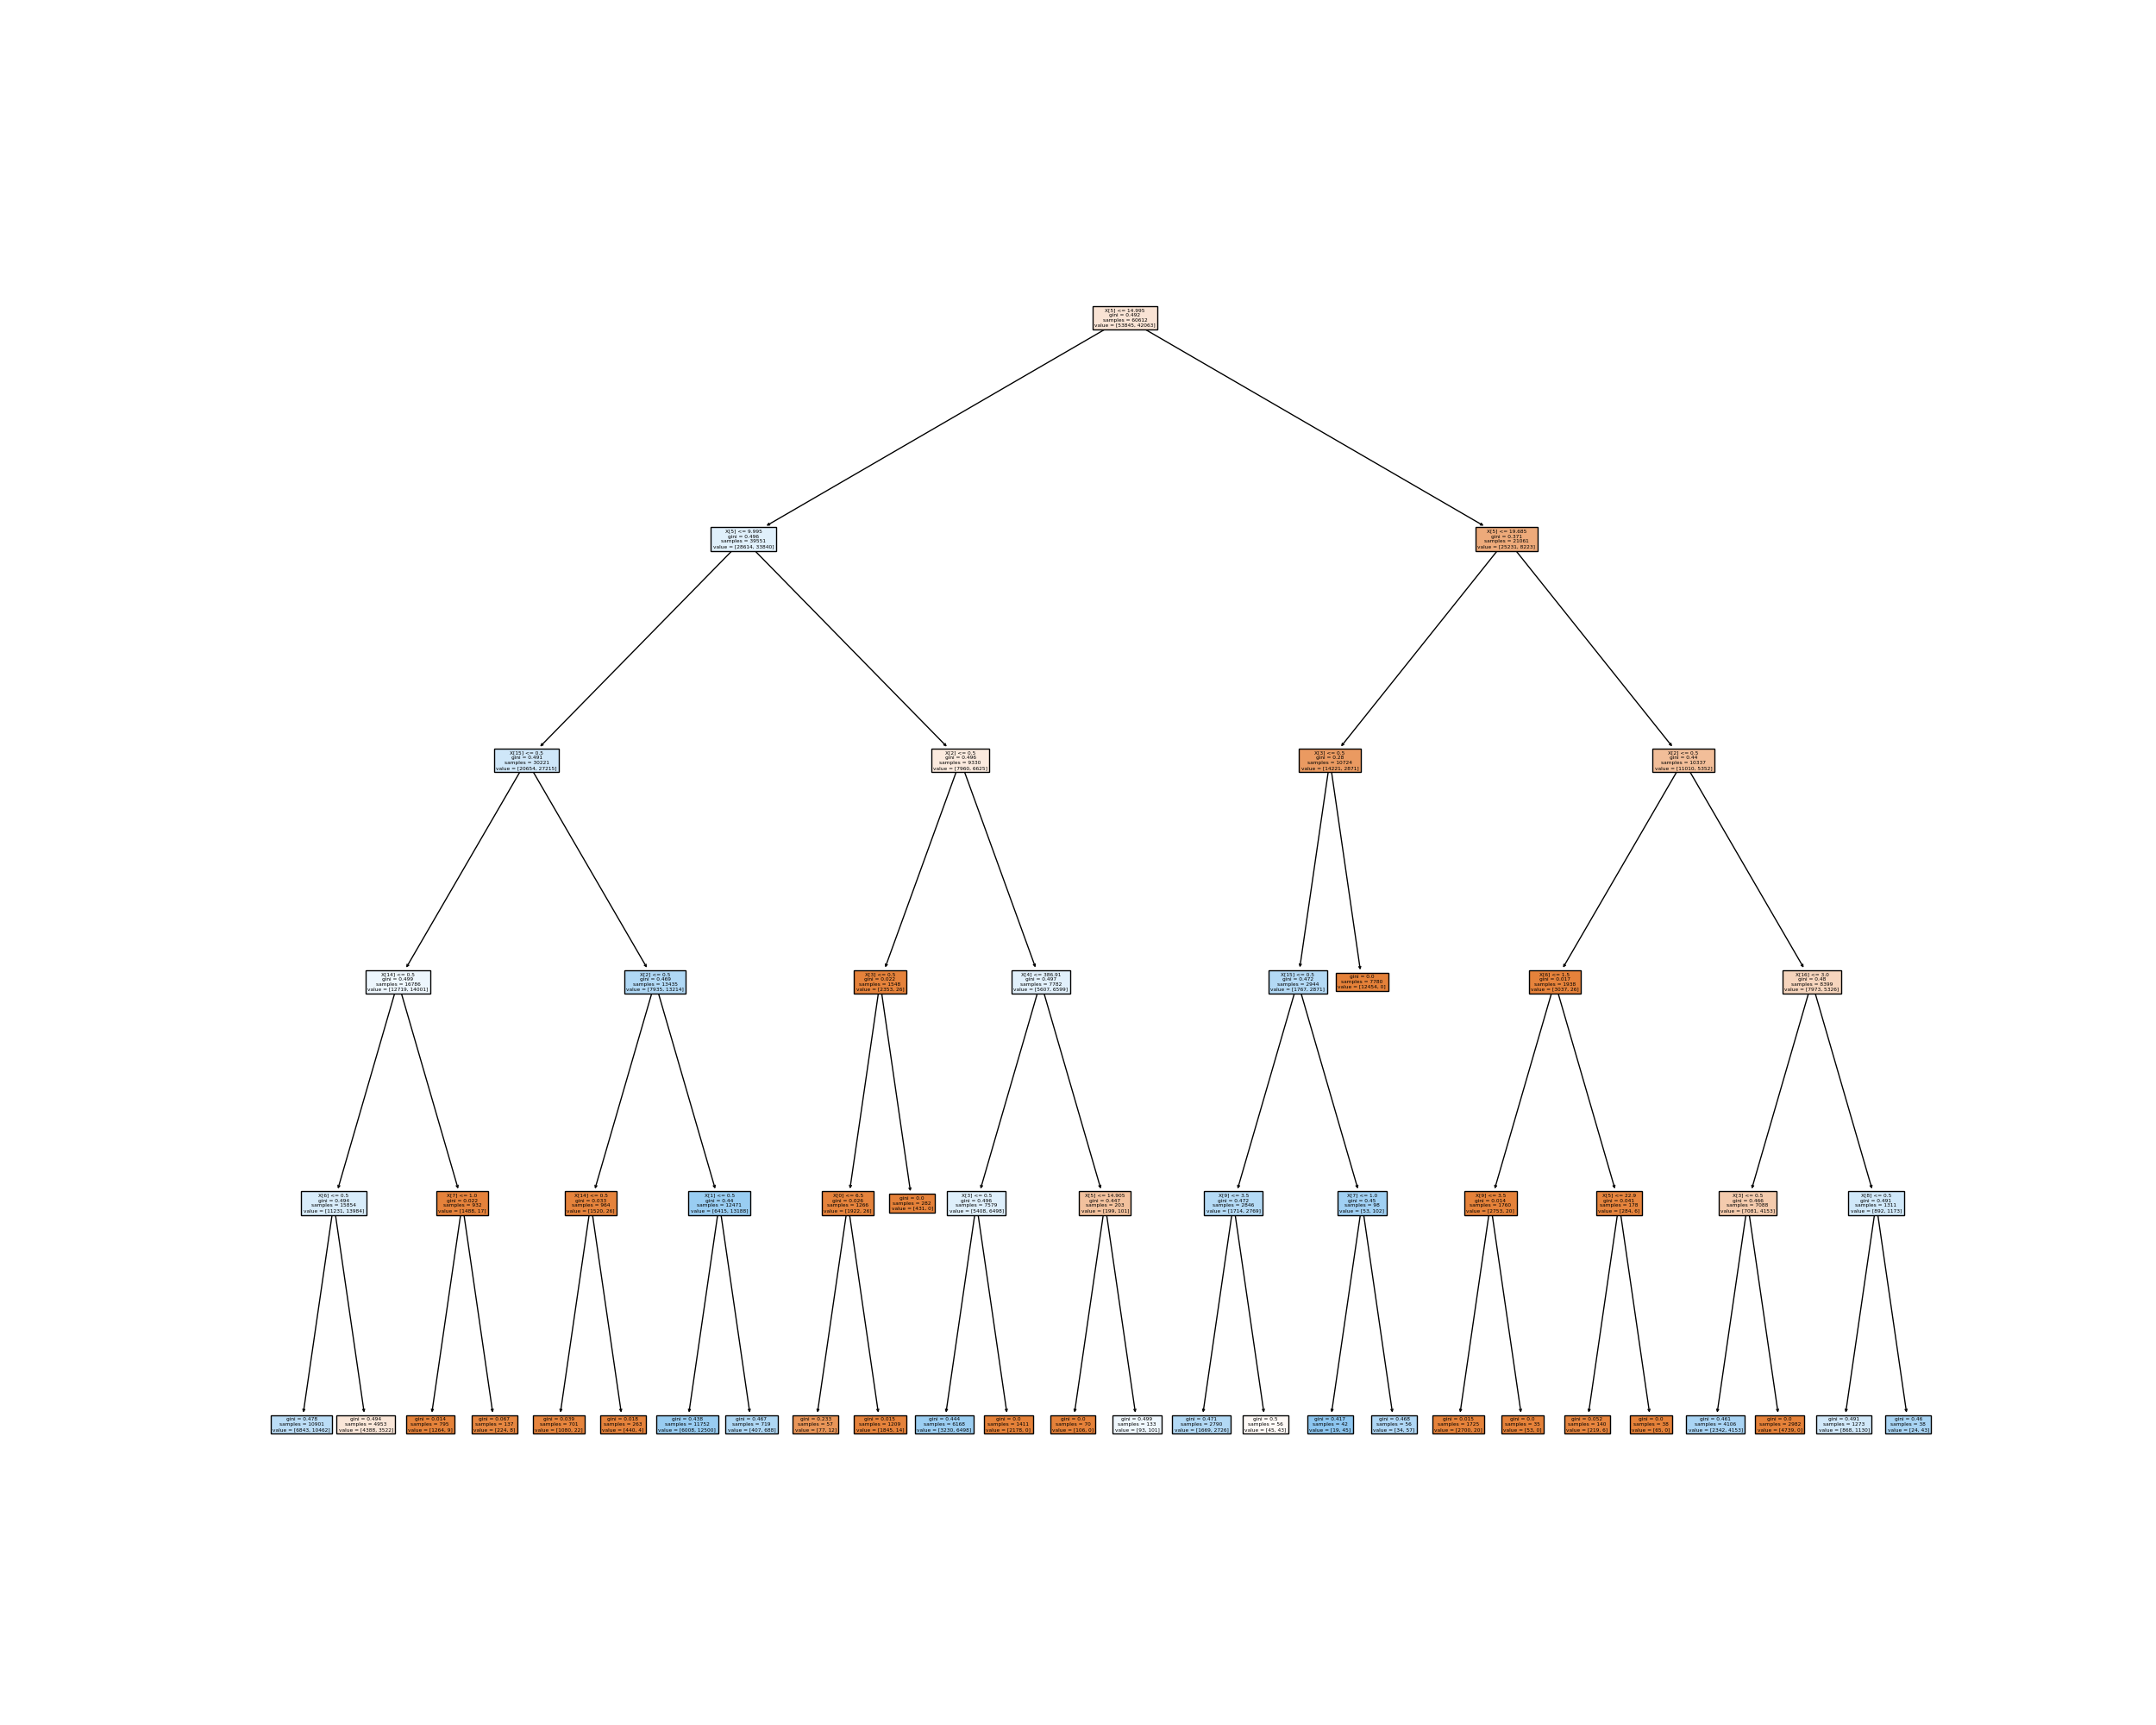 X[5] <= 14.995
gini = 0.492
samples = 60612
value = [53845, 42063]
X[5] <= 9.995
gini = 0.496
samples = 39551
value = [28614, 33840]
X[5] <= 19.685
gini = 0.371
samples = 21061
value = [25231, 8223]
X[15] <= 0.5
gini = 0.491
samples = 30221
value = [20654, 27215]
X[2] <= 0.5
gini = 0.496
samples = 9330
value = [7960, 6625]
X[3] <= 0.5
gini = 0.28
samples = 10724
value = [14221, 2871]
X[2] <= 0.5
gini = 0.44
samples = 10337
value = [11010, 5352]
X[14] <= 0.5
gini = 0.499
samples = 16786
value = [12719, 14001]
X[2] <= 0.5
gini = 0.469
samples = 13435
value = [7935, 13214]
X[3] <= 0.5
gini = 0.022
samples = 1548
value = [2353, 26]
X[4] <= 386.91
gini = 0.497
samples = 7782
value = [5607, 6599]
X[15] <= 0.5
gini = 0.472
samples = 2944
value = [1767, 2871]
gini = 0.0
samples = 7780
value = [12454, 0]
X[6] <= 1.5
gini = 0.017
samples = 1938
value = [3037, 26]
X[16] <= 3.0
gini = 0.48
samples = 8399
value = [7973, 5326]
X[6] <= 0.5
gini = 0.494
samples = 15854
value = [11231, 13984]
X[7] <= 1.0
gini = 0.022
samples = 932
value = [1488, 17]
X[14] <= 0.5
gini = 0.033
samples = 964
value = [1520, 26]
X[1] <= 0.5
gini = 0.44
samples = 12471
value = [6415, 13188]
X[0] <= 6.5
gini = 0.026
samples = 1266
value = [1922, 26]
gini = 0.0
samples = 282
value = [431, 0]
X[3] <= 0.5
gini = 0.496
samples = 7579
value = [5408, 6498]
X[5] <= 14.905
gini = 0.447
samples = 203
value = [199, 101]
X[9] <= 3.5
gini = 0.472
samples = 2846
value = [1714, 2769]
X[7] <= 1.0
gini = 0.45
samples = 98
value = [53, 102]
X[9] <= 3.5
gini = 0.014
samples = 1760
value = [2753, 20]
X[5] <= 22.9
gini = 0.041
samples = 178
value = [284, 6]
X[3] <= 0.5
gini = 0.466
samples = 7088
value = [7081, 4153]
X[8] <= 0.5
gini = 0.491
samples = 1311
value = [892, 1173]
gini = 0.478
samples = 10901
value = [6843, 10462]
gini = 0.494
samples = 4953
value = [4388, 3522]
gini = 0.014
samples = 795
value = [1264, 9]
gini = 0.067
samples = 137
value = [224, 8]
gini = 0.039
samples = 701
value = [1080, 22]
gini = 0.018
samples = 263
value = [440, 4]
gini = 0.438
samples = 11752
value = [6008, 12500]
gini = 0.467
samples = 719
value = [407, 688]
gini = 0.233
samples = 57
value = [77, 12]
gini = 0.015
samples = 1209
value = [1845, 14]
gini = 0.444
samples = 6168
value = [3230, 6498]
gini = 0.0
samples = 1411
value = [2178, 0]
gini = 0.0
samples = 70
value = [106, 0]
gini = 0.499
samples = 133
value = [93, 101]
gini = 0.471
samples = 2790
value = [1669, 2726]
gini = 0.5
samples = 56
value = [45, 43]
gini = 0.417
samples = 42
value = [19, 45]
gini = 0.468
samples = 56
value = [34, 57]
gini = 0.015
samples = 1725
value = [2700, 20]
gini = 0.0
samples = 35
value = [53, 0]
gini = 0.052
samples = 140
value = [219, 6]
gini = 0.0
samples = 38
value = [65, 0]
gini = 0.461
samples = 4106
value = [2342, 4153]
gini = 0.0
samples = 2982
value = [4739, 0]
gini = 0.491
samples = 1273
value = [868, 1130]
gini = 0.46
samples = 38
value = [24, 43]